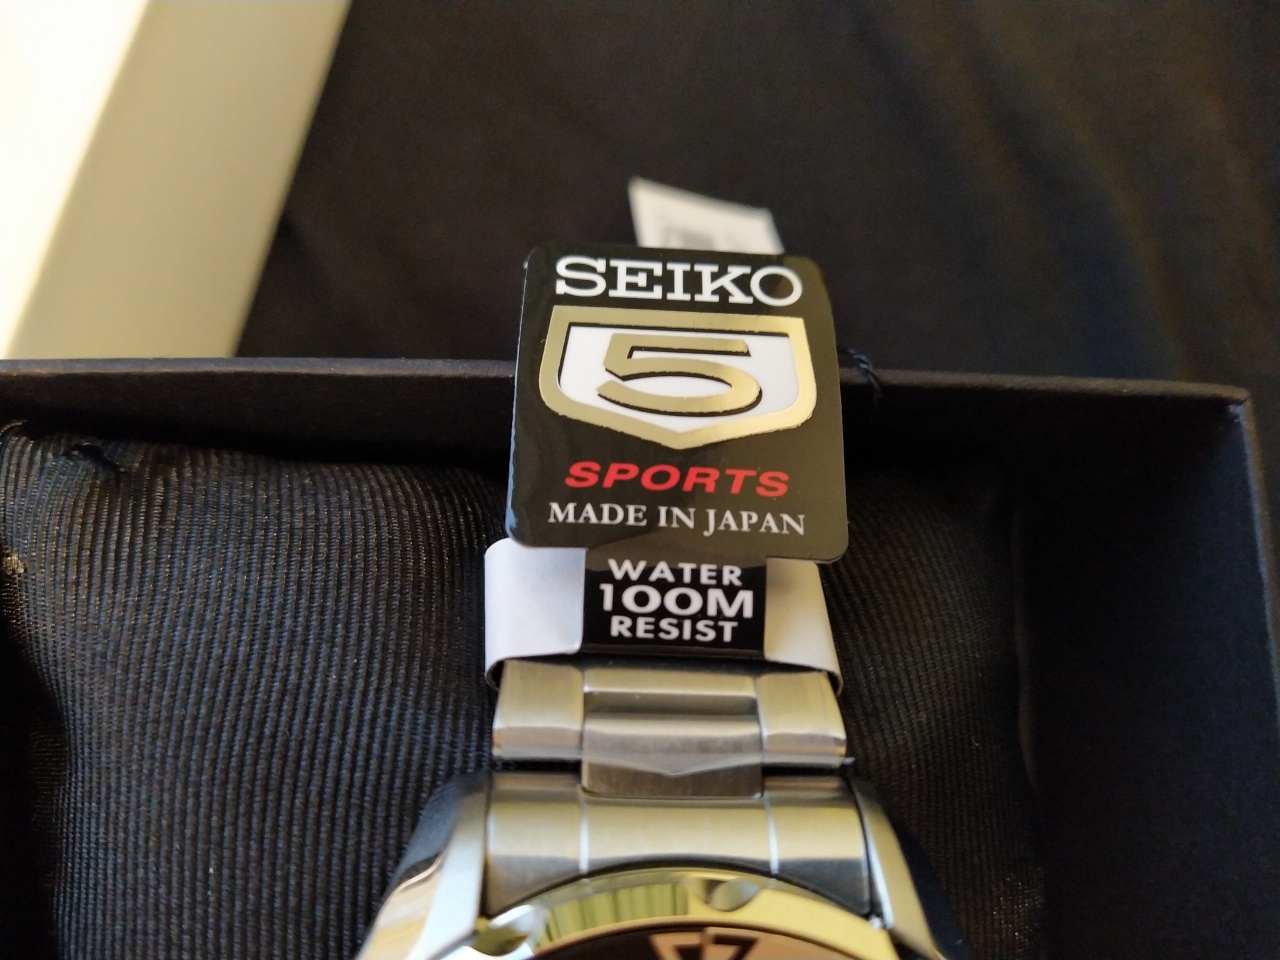 SEIKO
5
SPORTS
MADE IN JAPAN
WATER
100M
RESIST